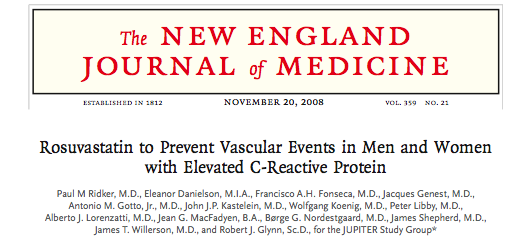 The NEW ENGLAND
JOURNAL of MEDICINE
ESTABLISHED IN 1812 NOVEMBER 20, 2008 VOL. 359 NO. 21
Rosuvastatin to Prevent Vascular Events in Men and Women
with Elevated C-Reactive Protein
Paul M Ridker, M.D., Eleanor Danielson, M.I.A., Francisco A.H. Fonseca, M.D., Jacques Genest, M.D.,
Antonio M. Gotto, Jr., M.D., John J.P. Kastelein, M.D., Wolfgang Koenig, M.D., Peter Libby, M.D.,
Alberto J. Lorenzatti, M.D., Jean G. MacFadyen, B.A., Børge G. Nordestgaard, M.D., James Shepherd, M.D.,
James T. Willerson, M.D., and Robert J. Glynn, Sc.D., for the JUPITER Study Group*